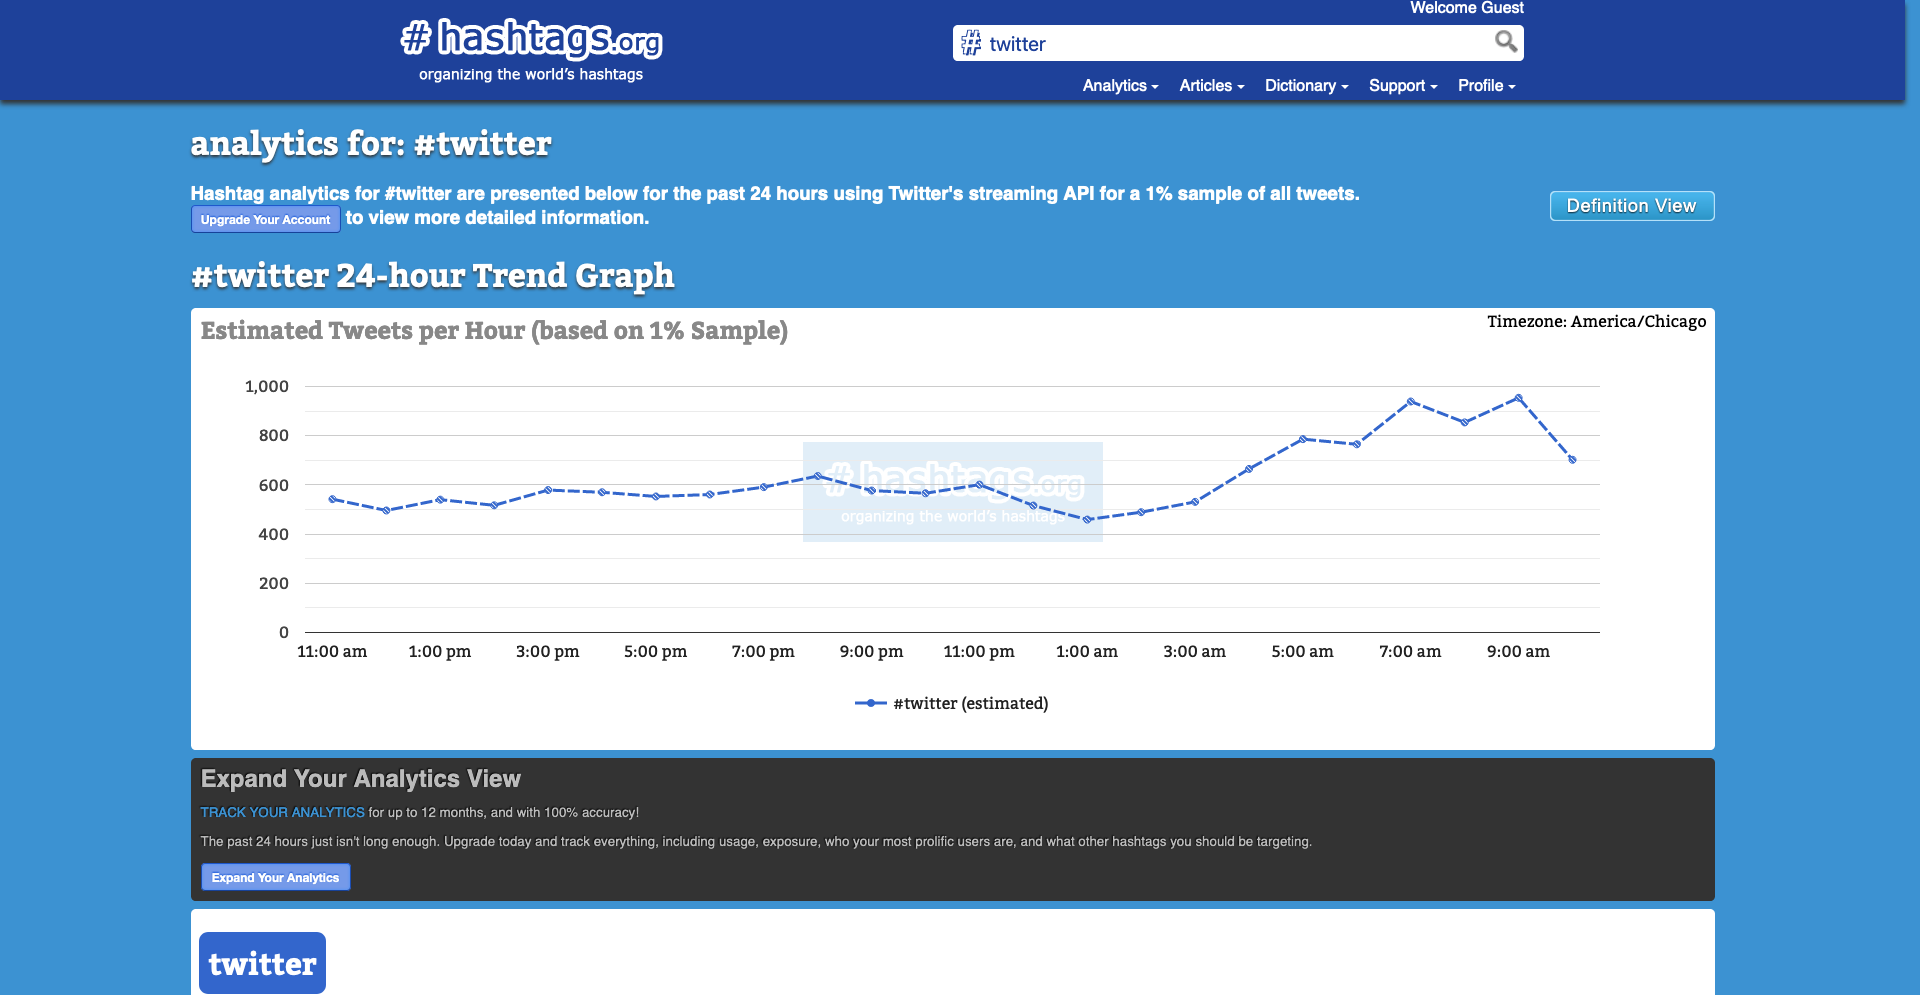 Welcome Guest
# hashtags.org
organizing the world's hashtags
# twitter
Analytics Articles Dictionary Support Profile
analytics for: #twitter
Hashtag analytics for #twitter are presented below for the past 24 hours using Twitter's streaming API for a 1% sample of all tweets.
Upgrade Your Account to view more detailed information.
Definition View
#twitter 24-hour Trend Graph
Estimated Tweets per Hour (based on 1% Sample)
Timezone: America/Chicago
1,000
800
600
400
200
0
# hashtags.org
organizing the world's hashtags
11:00 am 1:00 pm 3:00 pm 5:00 pm 7:00 pm 9:00 pm 11:00 pm 1:00 am 3:00 am 5:00 am 7:00 am 9:00 am
#twitter (estimated)
Expand Your Analytics View
TRACK YOUR ANALYTICS for up to 12 months, and with 100% accuracy!
The past 24 hours just isn't long enough. Upgrade today and track everything, including usage, exposure, who your most prolific users are, and what other hashtags you should be targeting.
Expand Your Analytics
twitter